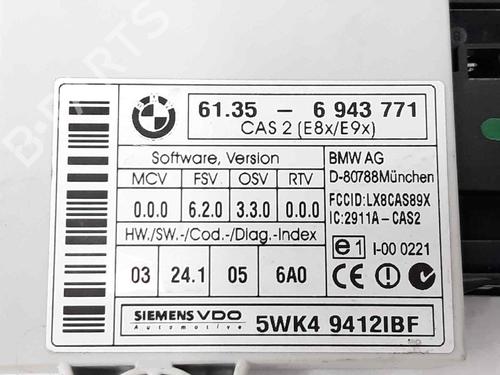 BMW
61.35 - 6 943 771
CAS 2 (E8x/E9x)
Software, Version
MCV FSV OSV RTV
0.0.0 6.2.0 3.3.0 0.0.0
HW./SW.-/Cod.-/Diag.-Index
03 24.1 05 6A0
BMW AG
D-80788München
FCCID:LX8CAS89X
IC:2911A-CAS2
e1 I-00 0221
CE
SIEMENS VDO
Automotive
5WK4 9412IBF
B-PARTS